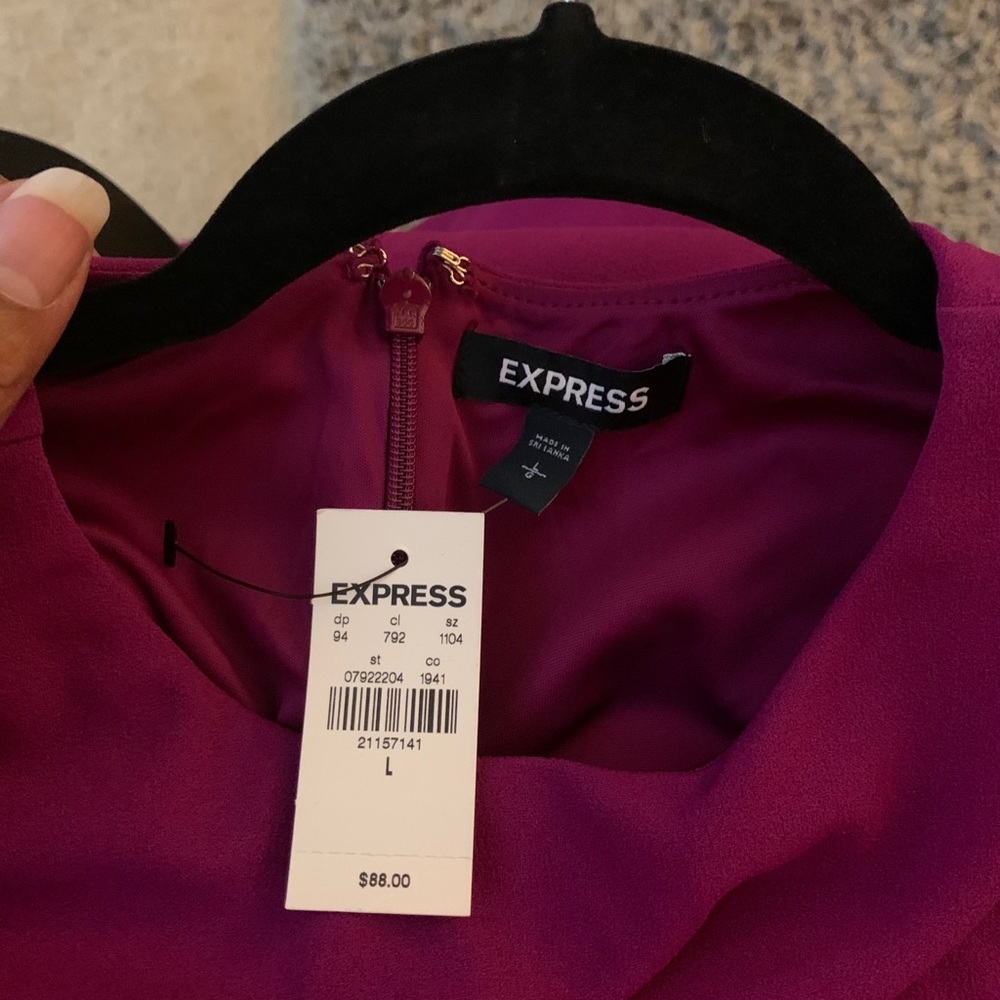 EXPRESS
MADE IN
SRI LANKA
L
G
EXPRESS
dp cl sz
94 792 1104
st co
07922204 1941
21157141
L
$88.00